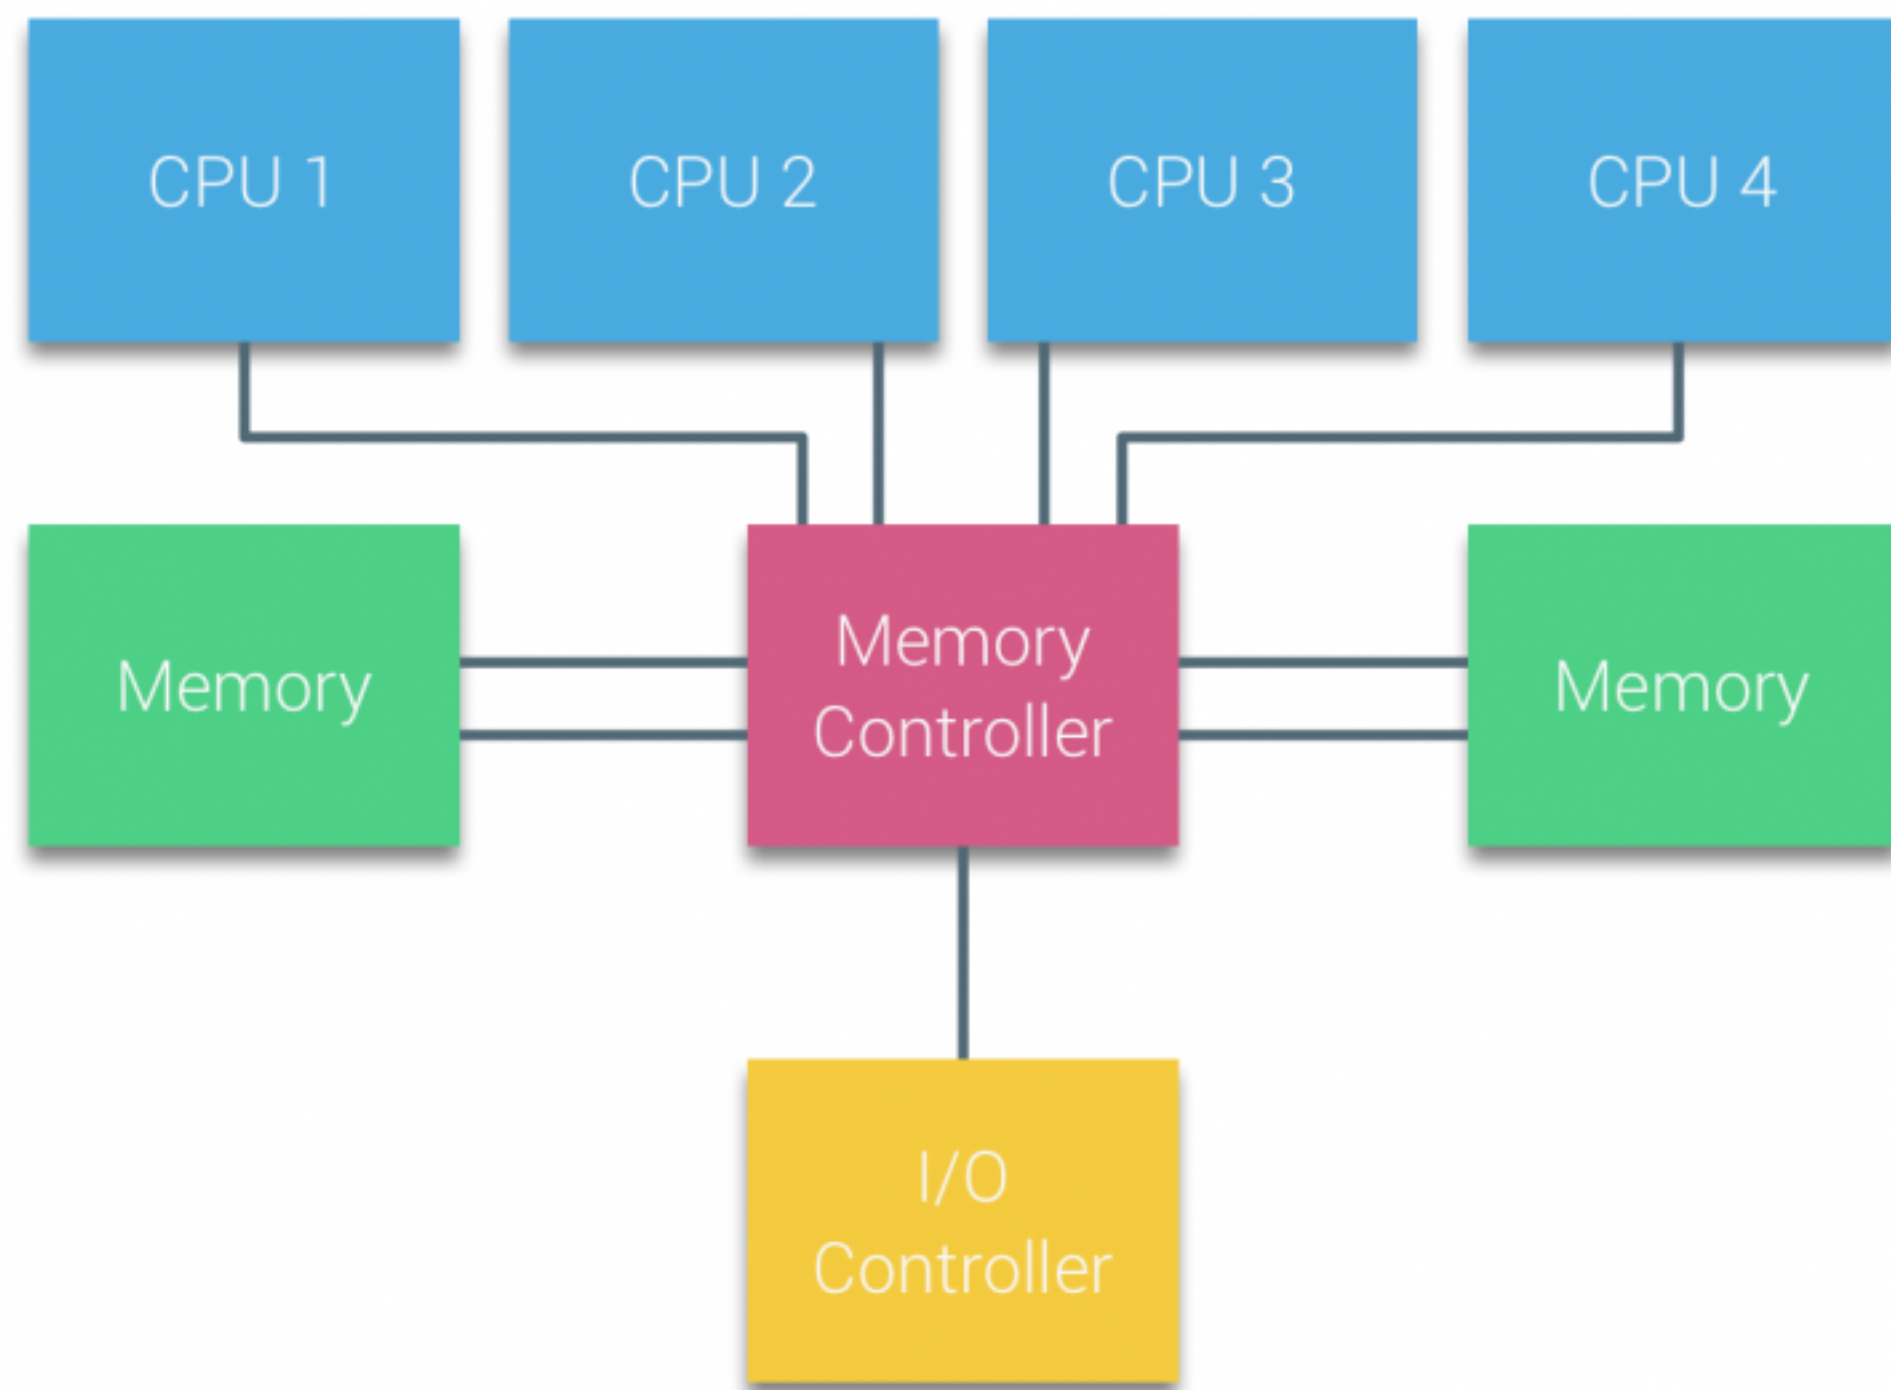 CPU 1
CPU 2
CPU 3
CPU 4
Memory
Memory
Controller
Memory
I/O
Controller